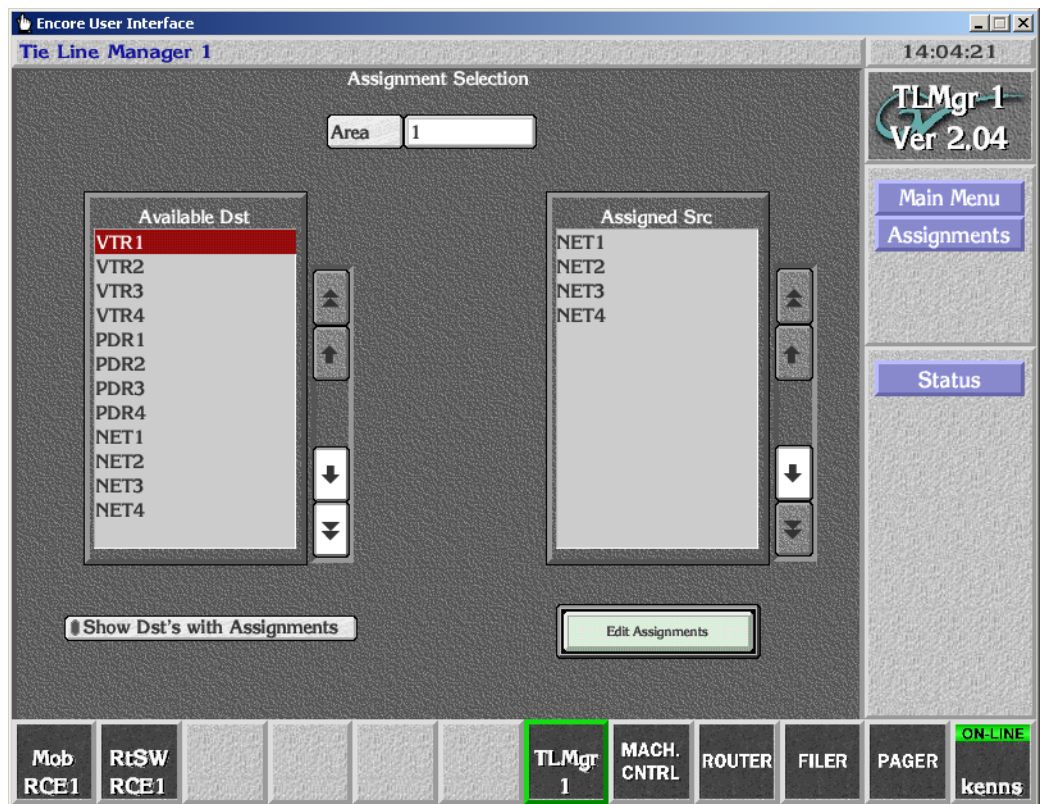 Encore User Interface
Tie Line Manager 1
14:04:21
Assignment Selection
Area 1
TLMgr 1
Ver 2.04
Main Menu
Assignments
Status
Available Dst
VTR1
VTR2
VTR3
VTR4
PDR1
PDR2
PDR3
PDR4
NET1
NET2
NET3
NET4
Assigned Src
NET1
NET2
NET3
NET4
Show Dst's with Assignments
Edit Assignments
Mob
RCE1
RtSW
RCE1
TLMgr
1
MACH.
CNTRL
ROUTER
FILER
PAGER
ON-LINE
kenns